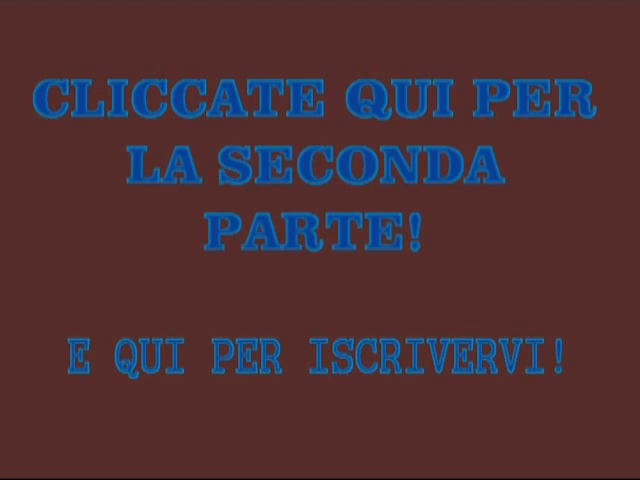 CLICCATE QUI PER
LA SECONDA
PARTE!
E QUI PER ISCRIVERVI!